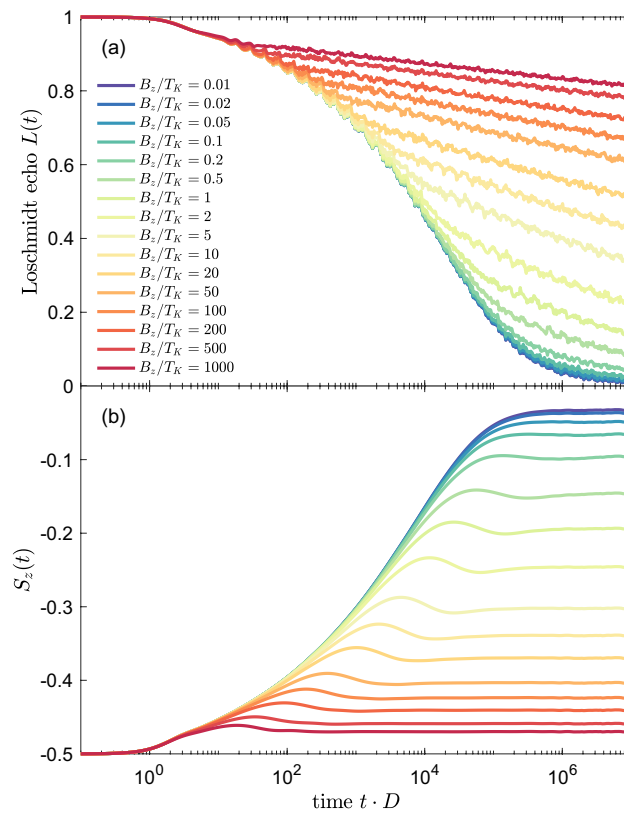 1
(a)
0.8
0.6
0.4
0.2
0
Loschmidt echo L(t)
B_z/T_K = 0.01
B_z/T_K = 0.02
B_z/T_K = 0.05
B_z/T_K = 0.1
B_z/T_K = 0.2
B_z/T_K = 0.5
B_z/T_K = 1
B_z/T_K = 2
B_z/T_K = 5
B_z/T_K = 10
B_z/T_K = 20
B_z/T_K = 50
B_z/T_K = 100
B_z/T_K = 200
B_z/T_K = 500
B_z/T_K = 1000
(b)
-0.1
-0.2
-0.3
-0.4
-0.5
S_z(t)
10^0
10^2
10^4
10^6
time t · D